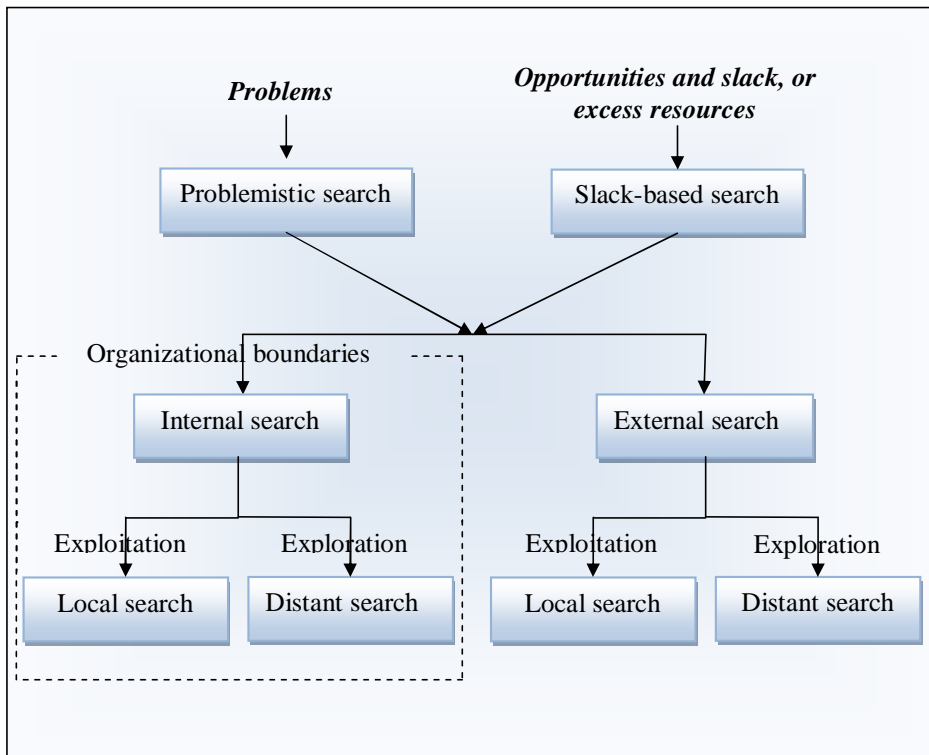 Problems
Opportunities and slack, or
excess resources
Problemistic search
Slack-based search
Organizational boundaries
Internal search
External search
Exploitation
Exploration
Exploitation
Exploration
Local search
Distant search
Local search
Distant search